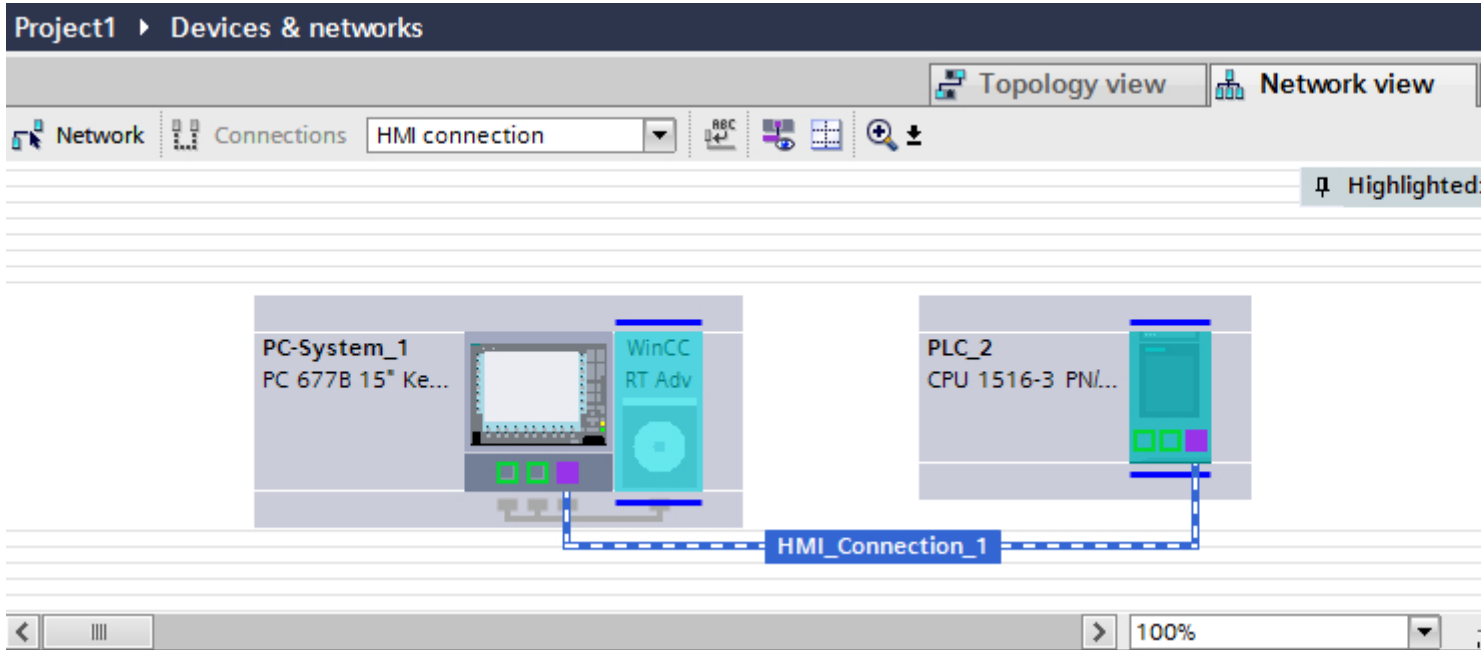 Project1 ▸ Devices & networks
Topology view Network view
Network Connections HMI connection ABC
Highlighted:
PC-System_1 WinCC PLC_2
PC 677B 15" Ke... RT Adv CPU 1516-3 PN/...
HMI_Connection_1
100%